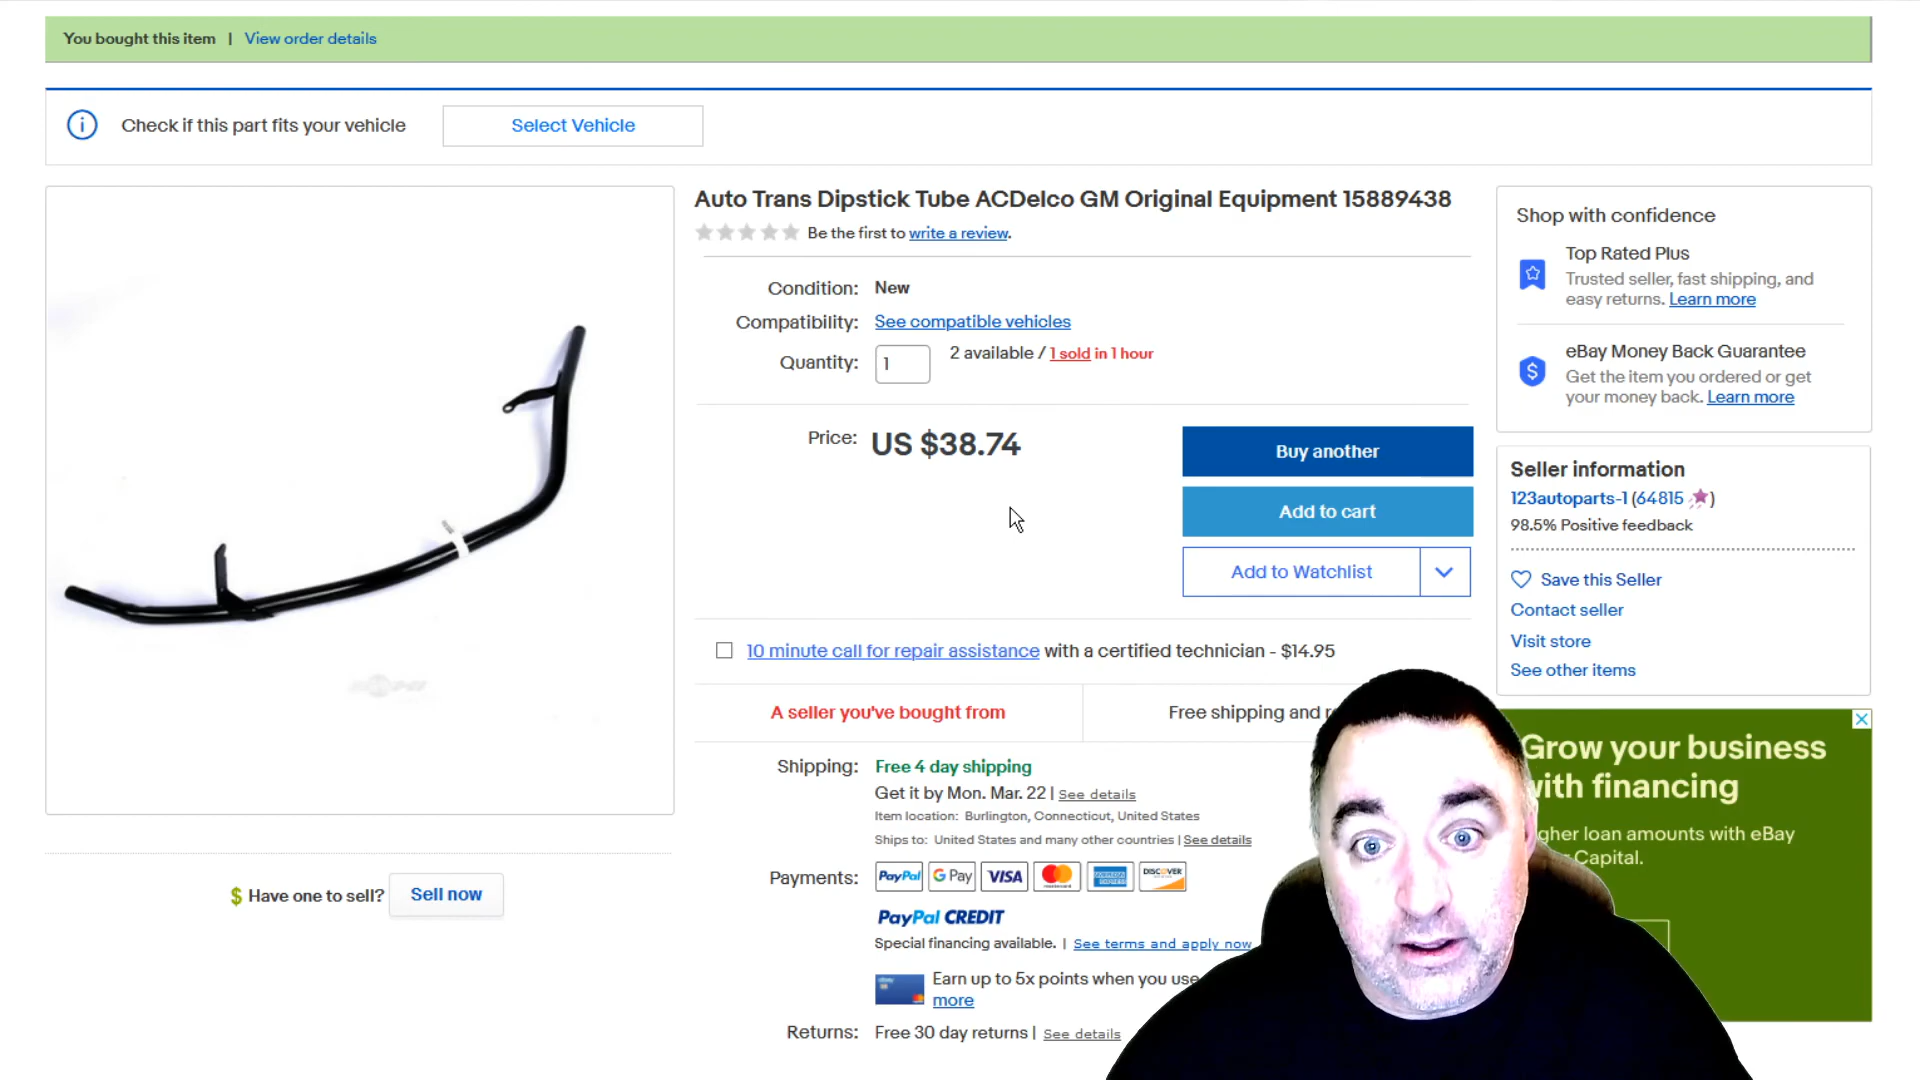 You bought this item | View order details
Check if this part fits your vehicle
Select Vehicle
Auto Trans Dipstick Tube ACDelco GM Original Equipment 15889438
Be the first to write a review.
Condition: New
Compatibility: See compatible vehicles
Quantity: 1
2 available / 1 sold in 1 hour
Price: US $38.74
Buy another
Add to cart
Add to Watchlist
10 minute call for repair assistance with a certified technician - $14.95
A seller you've bought from
Free shipping and
Shipping: Free 4 day shipping
Get it by Mon. Mar. 22 | See details
Item location: Burlington, Connecticut, United States
Ships to: United States and many other countries | See details
Payments: PayPal G Pay VISA mastercard AMERICAN EXPRESS DISCOVER
PayPal CREDIT
Special financing available. | See terms and apply now
Earn up to 5x points when you use
more
Returns: Free 30 day returns | See details
$ Have one to sell? Sell now
Shop with confidence
Top Rated Plus
Trusted seller, fast shipping, and
easy returns. Learn more
eBay Money Back Guarantee
Get the item you ordered or get
your money back. Learn more
Seller information
123autoparts-1 (64815)
98.5% Positive feedback
Save this Seller
Contact seller
Visit store
See other items
Grow your business
with financing
loan amounts with eBay
Capital.